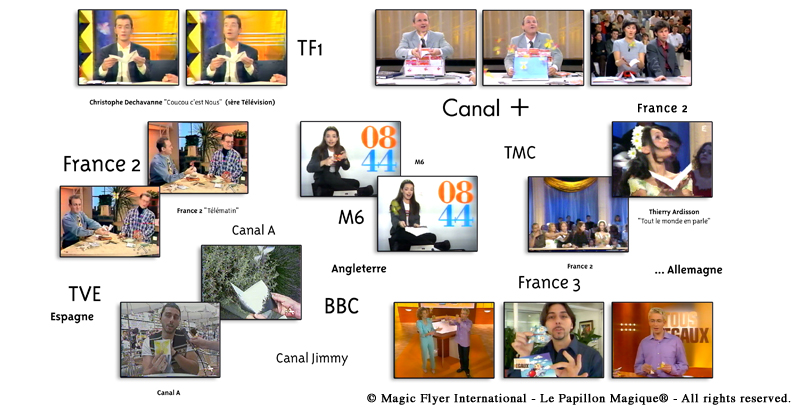 TF1
Christophe Dechavanne "Coucou c'est Nous" (1ère Télévision)
Canal +
France 2
France 2
08
44
M6
TMC
08
44
France 2 "Télématin"
M6
Thierry Ardisson
"Tout le monde en parle"
Canal A
Angleterre
France 2
... Allemagne
France 3
TVE
Espagne
BBC
Canal Jimmy
TOUS
EGAUX
Canal A
© Magic Flyer International - Le Papillon Magique® - All rights reserved.